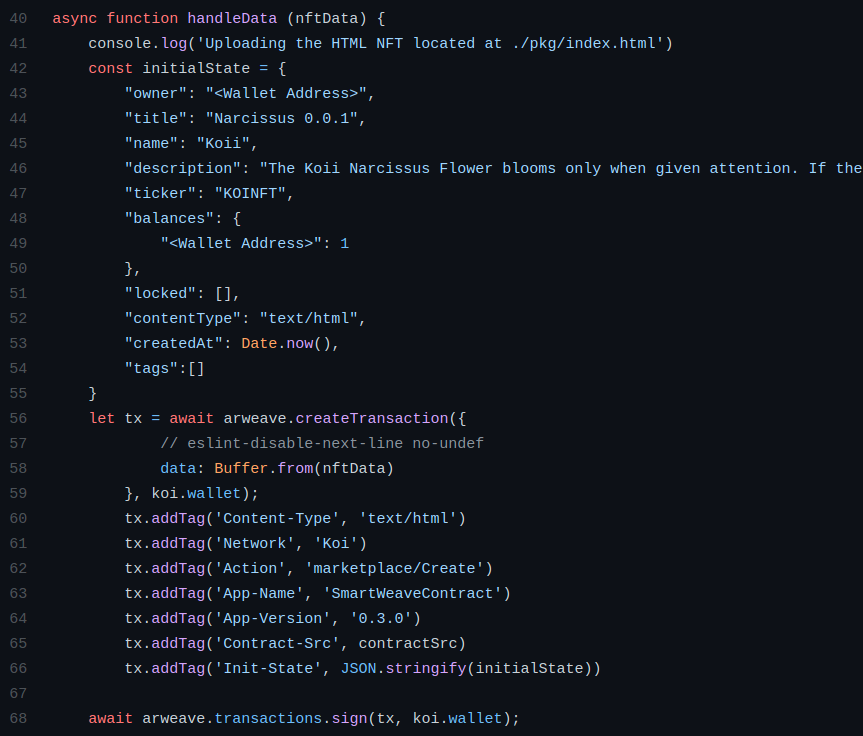 40 async function handleData (nftData) {
41     console.log('Uploading the HTML NFT located at ./pkg/index.html')
42     const initialState = {
43         "owner": "<Wallet Address>",
44         "title": "Narcissus 0.0.1",
45         "name": "Koii",
46         "description": "The Koii Narcissus Flower blooms only when given attention. If the
47         "ticker": "KOINFT",
48         "balances": {
49             "<Wallet Address>": 1
50         },
51         "locked": [],
52         "contentType": "text/html",
53         "createdAt": Date.now(),
54         "tags":[]
55     }
56     let tx = await arweave.createTransaction({
57             // eslint-disable-next-line no-undef
58             data: Buffer.from(nftData)
59         }, koi.wallet);
60         tx.addTag('Content-Type', 'text/html')
61         tx.addTag('Network', 'Koi')
62         tx.addTag('Action', 'marketplace/Create')
63         tx.addTag('App-Name', 'SmartWeaveContract')
64         tx.addTag('App-Version', '0.3.0')
65         tx.addTag('Contract-Src', contractSrc)
66         tx.addTag('Init-State', JSON.stringify(initialState))
67
68     await arweave.transactions.sign(tx, koi.wallet);